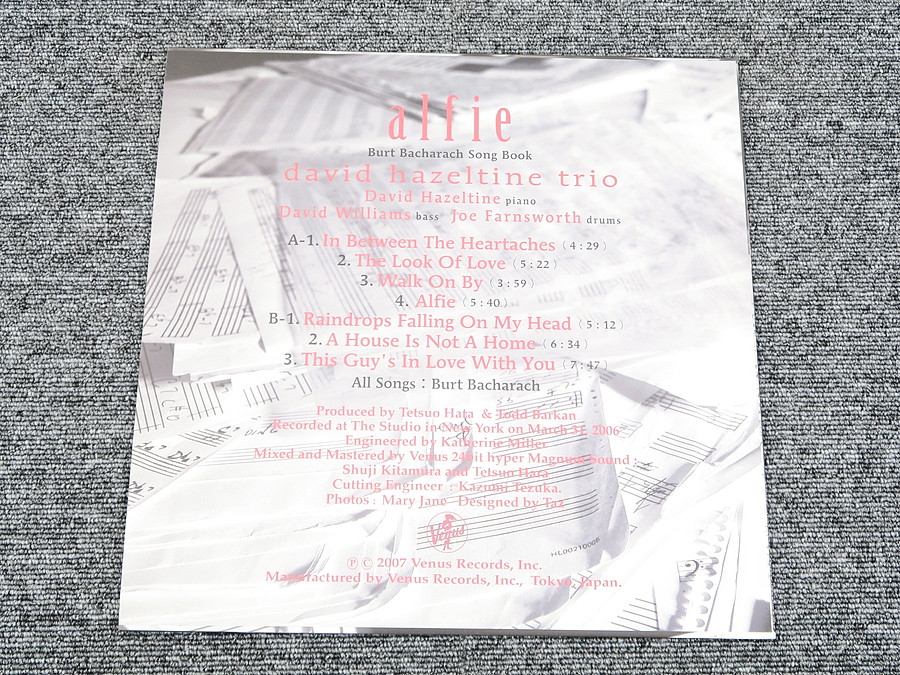 alfie
Burt Bacharach Song Book
david hazeltine trio
David Hazeltine piano
David Williams bass Joe Farnsworth drums
A-1. In Between The Heartaches (4:29)
2. The Look Of Love (5:22)
3. Walk On By (3:59)
4. Alfie (5:40)
B-1. Raindrops Falling On My Head (5:12)
2. A House Is Not A Home (6:34)
3. This Guy's In Love With You (7:47)
All Songs : Burt Bacharach
Produced by Tetsuo Hara & Todd Barkan
Recorded at The Studio in New York on March 31, 2006
Engineered by Katherine Miller
Mixed and Mastered by Venus 24bit hyper Magnum Sound :
Shuji Kitamura and Tetsuo Hara
Cutting Engineer : Kazumi Tezuka.
Photos : Mary Jane Designed by Taz
Venus
HL00210006
℗ © 2007 Venus Records, Inc.
Manufactured by Venus Records, Inc., Tokyo, Japan.